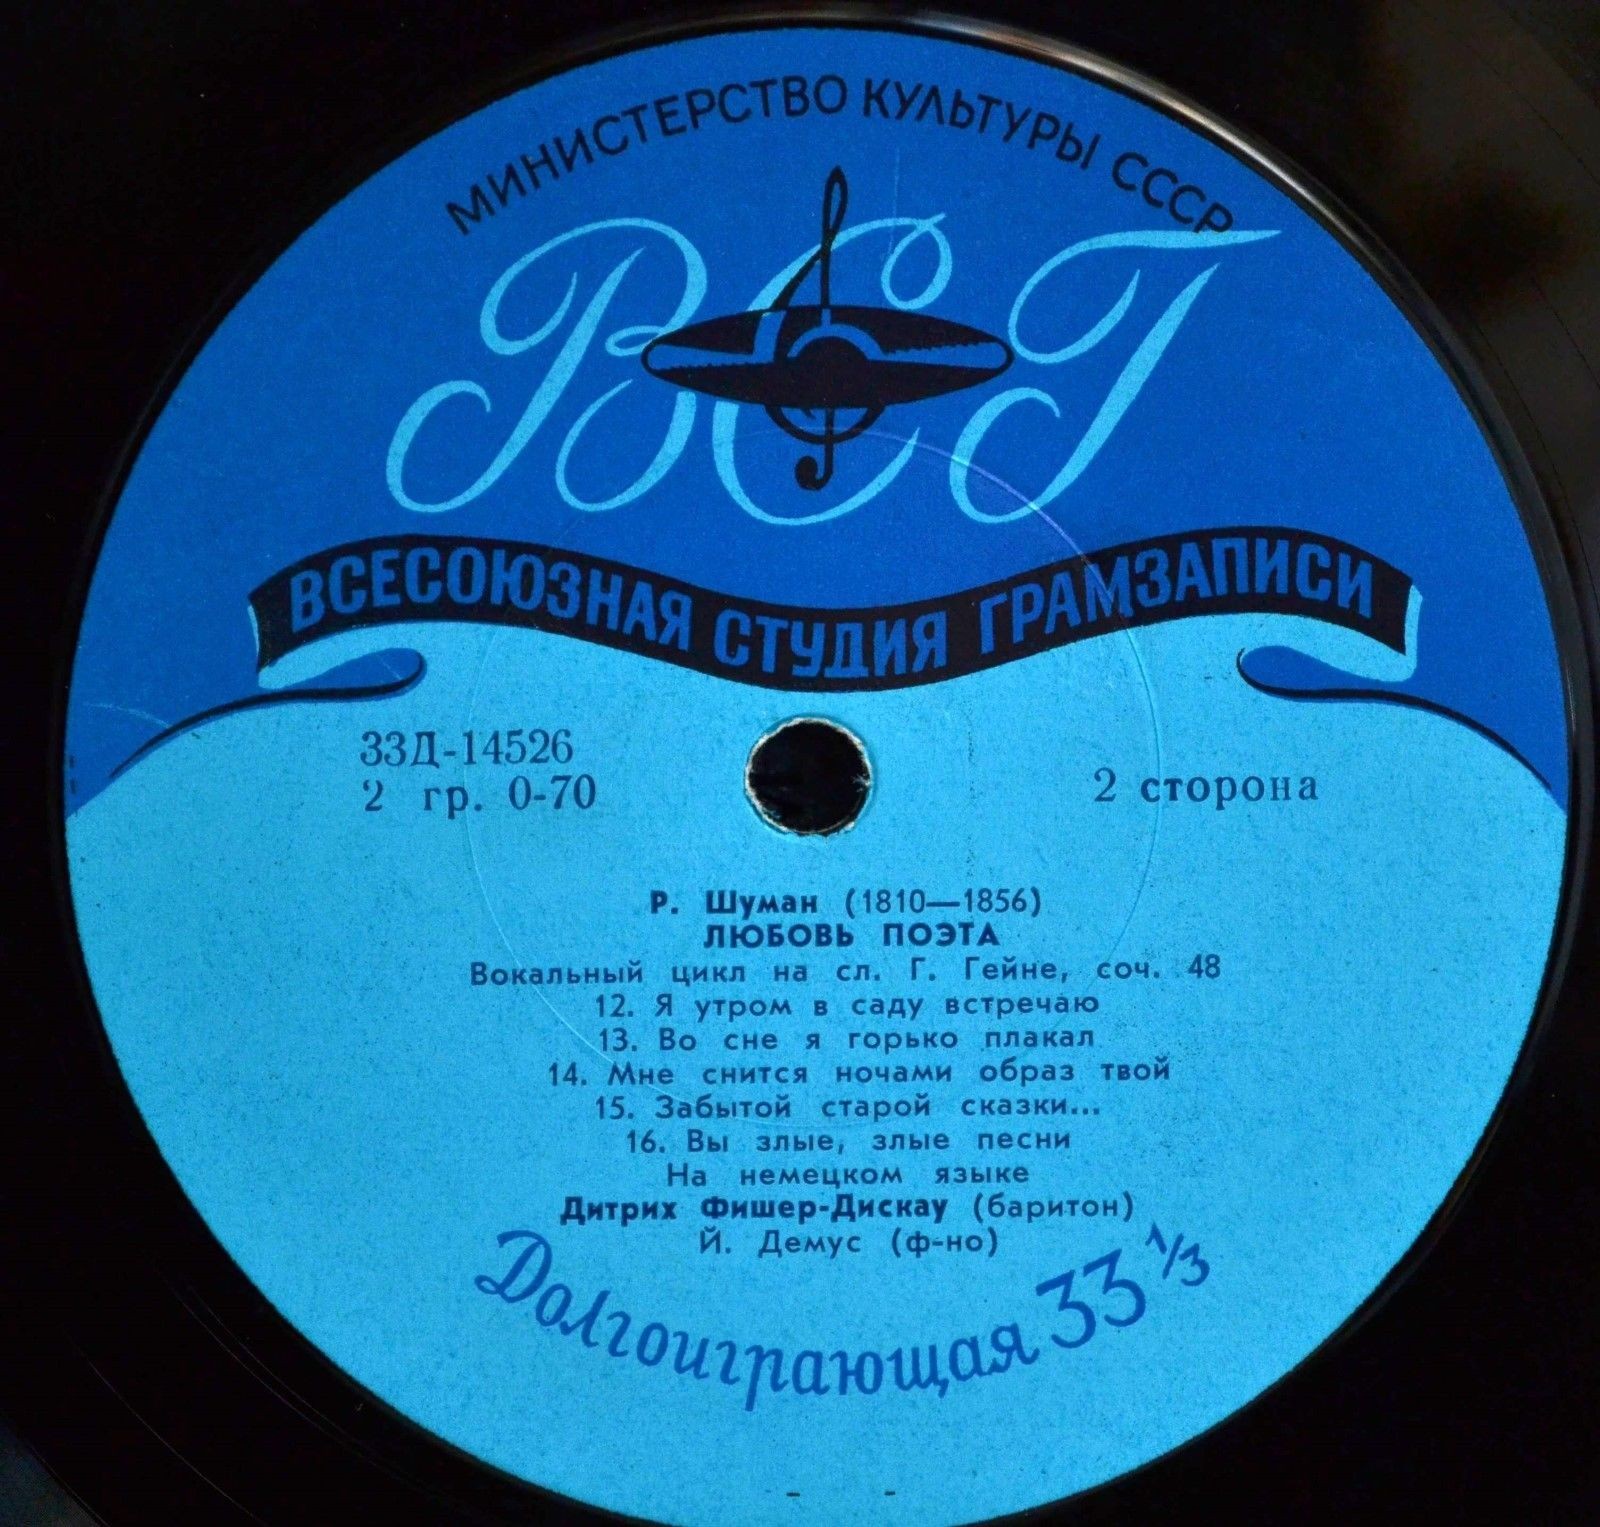 МИНИСТЕРСТВО КУЛЬТУРЫ СССР
ВСГ
ВСЕСОЮЗНАЯ СТУДИЯ ГРАМЗАПИСИ
33Д-14526
2 гр. 0-70
2 сторона
Р. Шуман (1810—1856)
ЛЮБОВЬ ПОЭТА
Вокальный цикл на сл. Г. Гейне, соч. 48
12. Я утром в саду встречаю
13. Во сне я горько плакал
14. Мне снится ночами образ твой
15. Забытой старой сказки...
16. Вы злые, злые песни
На немецком языке
Дитрих Фишер-Дискау (баритон)
Й. Демус (ф-но)
Долгоиграющая 33 1/3